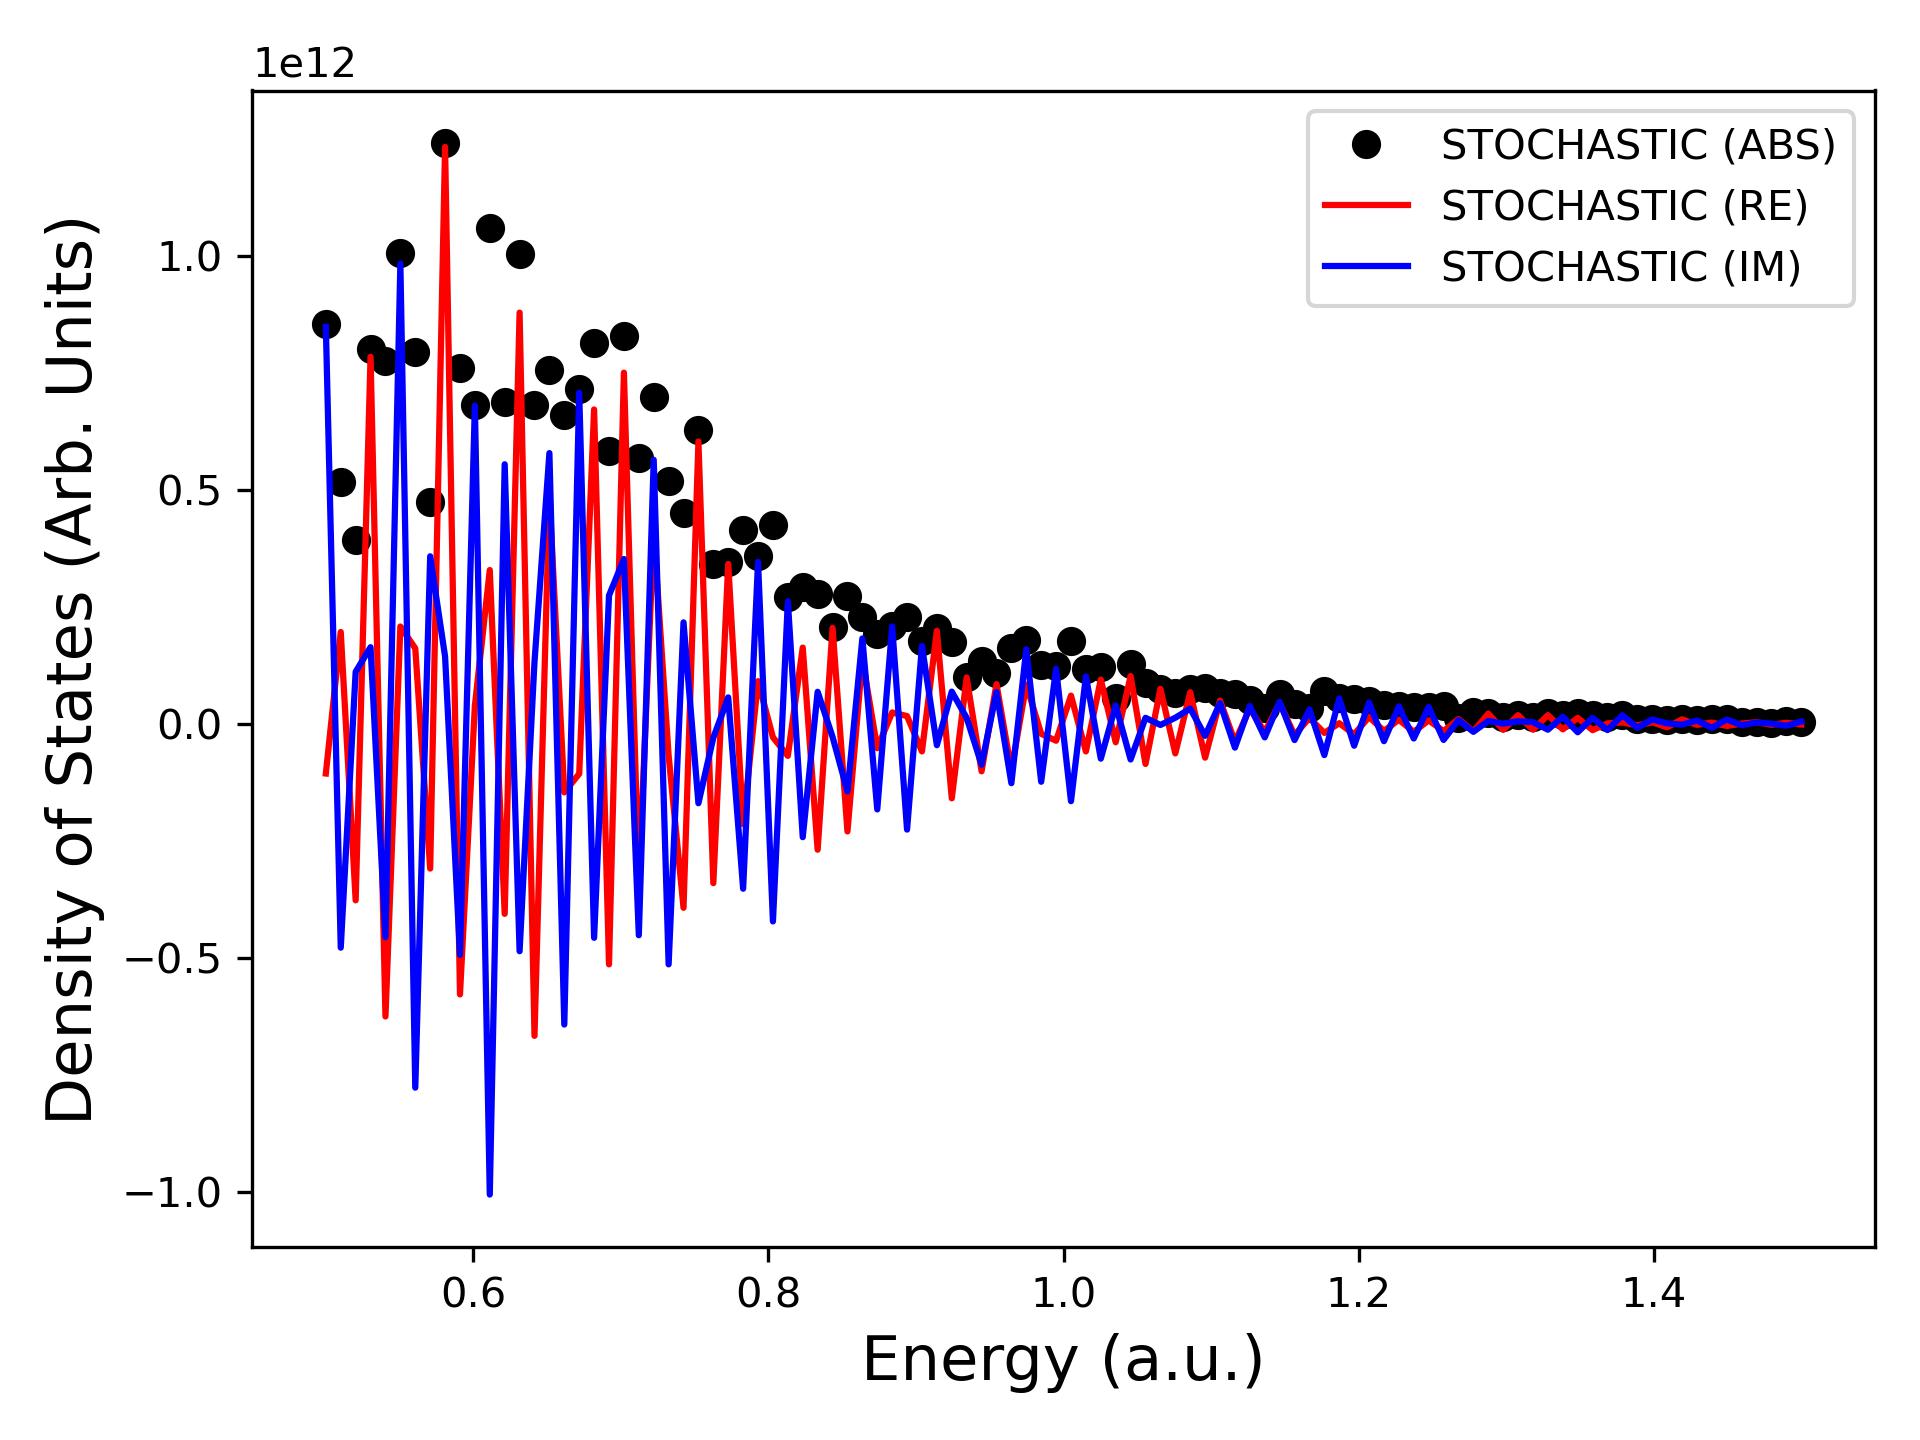 1e12
STOCHASTIC (ABS)
STOCHASTIC (RE)
STOCHASTIC (IM)
Density of States (Arb. Units)
1.0
0.5
0.0
−0.5
−1.0
0.6 0.8 1.0 1.2 1.4
Energy (a.u.)